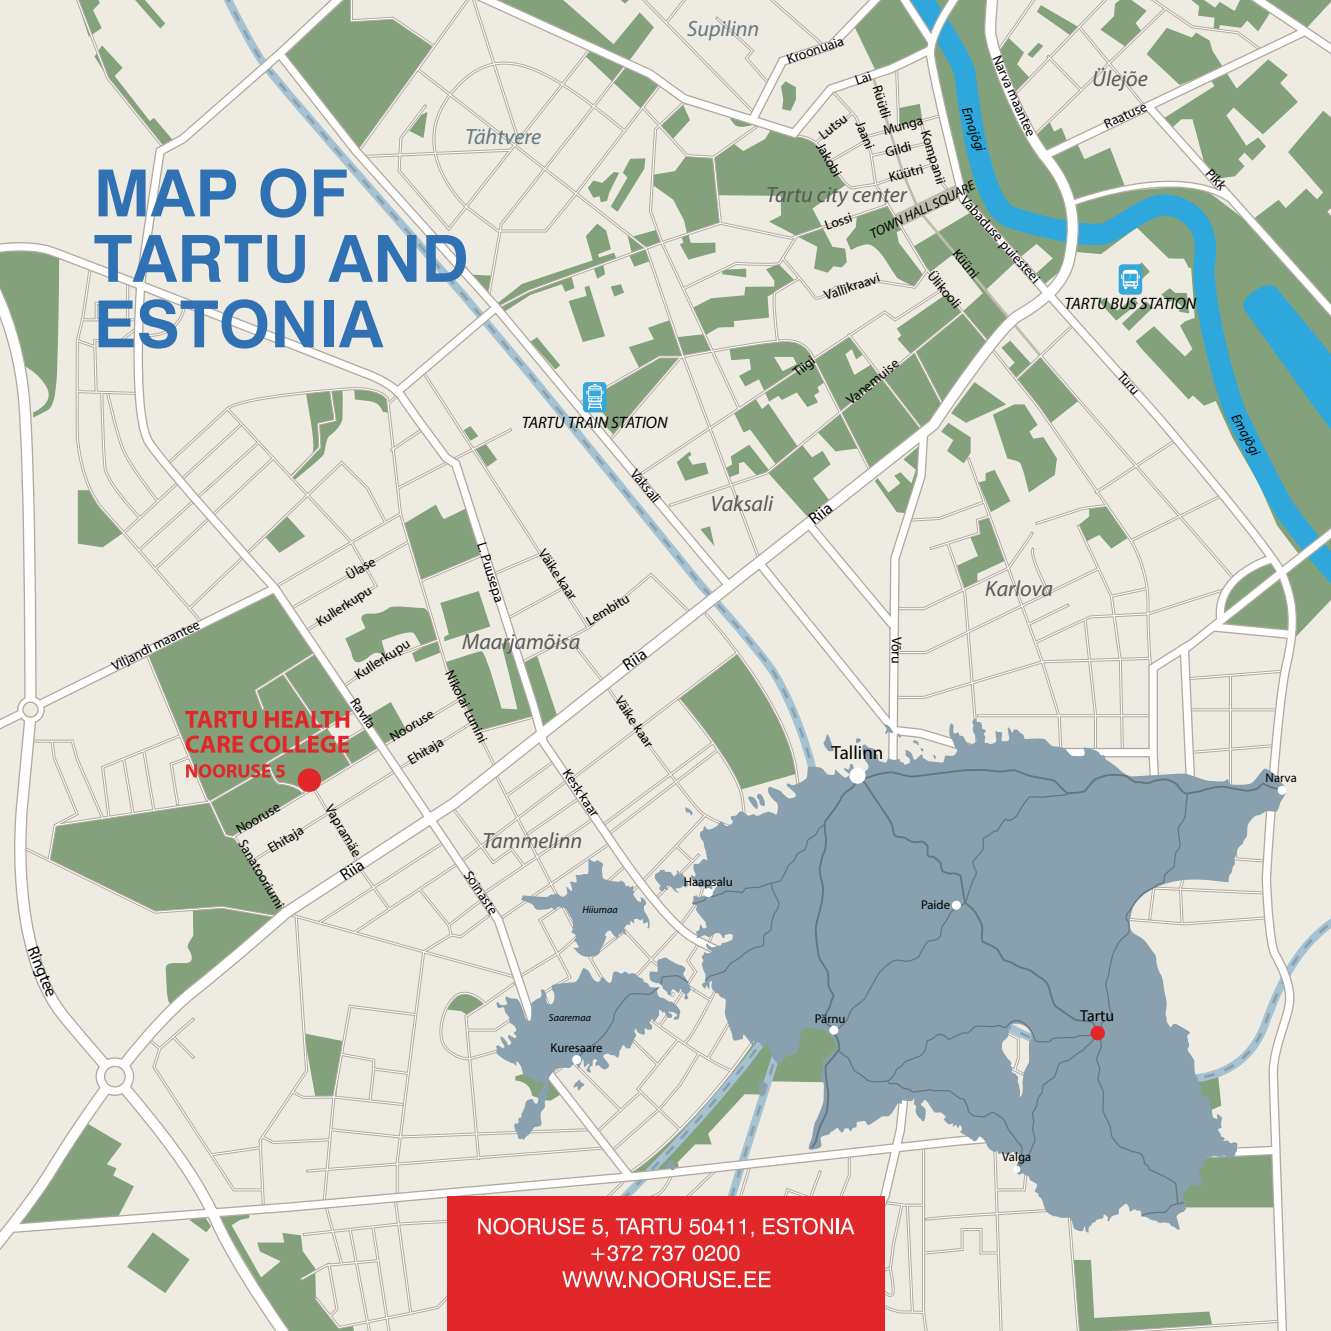 Supilinn
Kroonuaia
Lai
Narva maantee
Ülejõe
Raatuse
Pikk
Tähtvere
Rüütli
Lutsu
Jaani
Munga
Gildi
Jakobi
Kompanii
Küütri
Emajõgi
Tartu city center
Lossi
TOWN HALL SQUARE
Vabaduse puiestee
MAP OF
TARTU AND
ESTONIA
Küüni
Ülikooli
Vallikraavi
TARTU BUS STATION
Tiigi
Vanemuise
Turu
TARTU TRAIN STATION
Emajõgi
Vaksali
Vaksali
Riia
L. Puusepa
Väike kaar
Ülase
Kullerkupu
Lembitu
Karlova
Viljandi maantee
Maarjamõisa
Kullerkupu
Riia
Võru
Nikolai Lunini
Ravila
Väike kaar
TARTU HEALTH
CARE COLLEGE
NOORUSE 5
Nooruse
Ehitaja
Tallinn
Narva
Kesk kaar
Nooruse
Ehitaja
Vapramäe
Tammelinn
Sanatooriumi
Riia
Soinaste
Haapsalu
Hiiumaa
Paide
Ringtee
Saaremaa
Pärnu
Tartu
Kuresaare
Valga
NOORUSE 5, TARTU 50411, ESTONIA
+372 737 0200
WWW.NOORUSE.EE